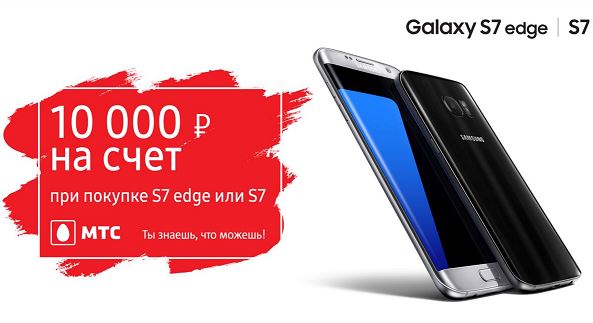 Galaxy S7 edge | S7
10 000 ₽
на счет
при покупке S7 edge или S7
МТС Ты знаешь, что можешь!
SAMSUNG